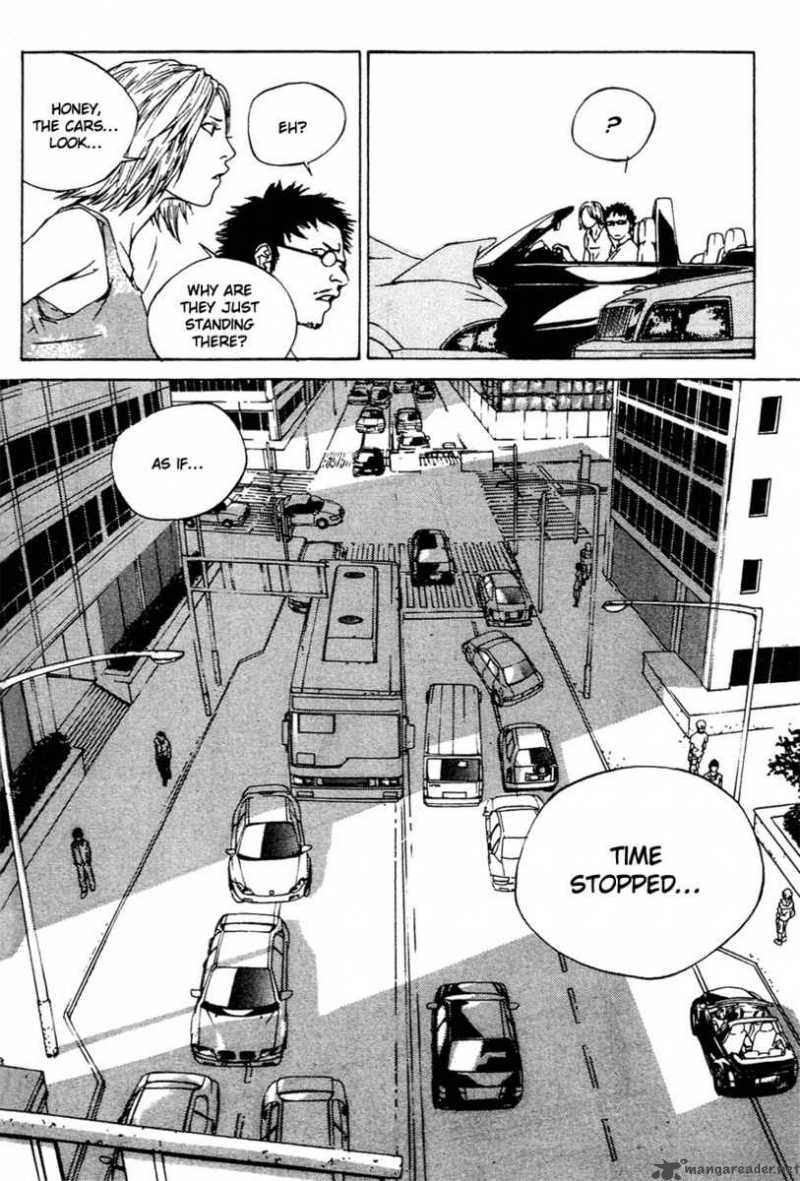 HONEY,
THE CARS...
LOOK...
EH?
WHY ARE
THEY JUST
STANDING
THERE?
?
AS IF...
TIME
STOPPED...
mangareader.net